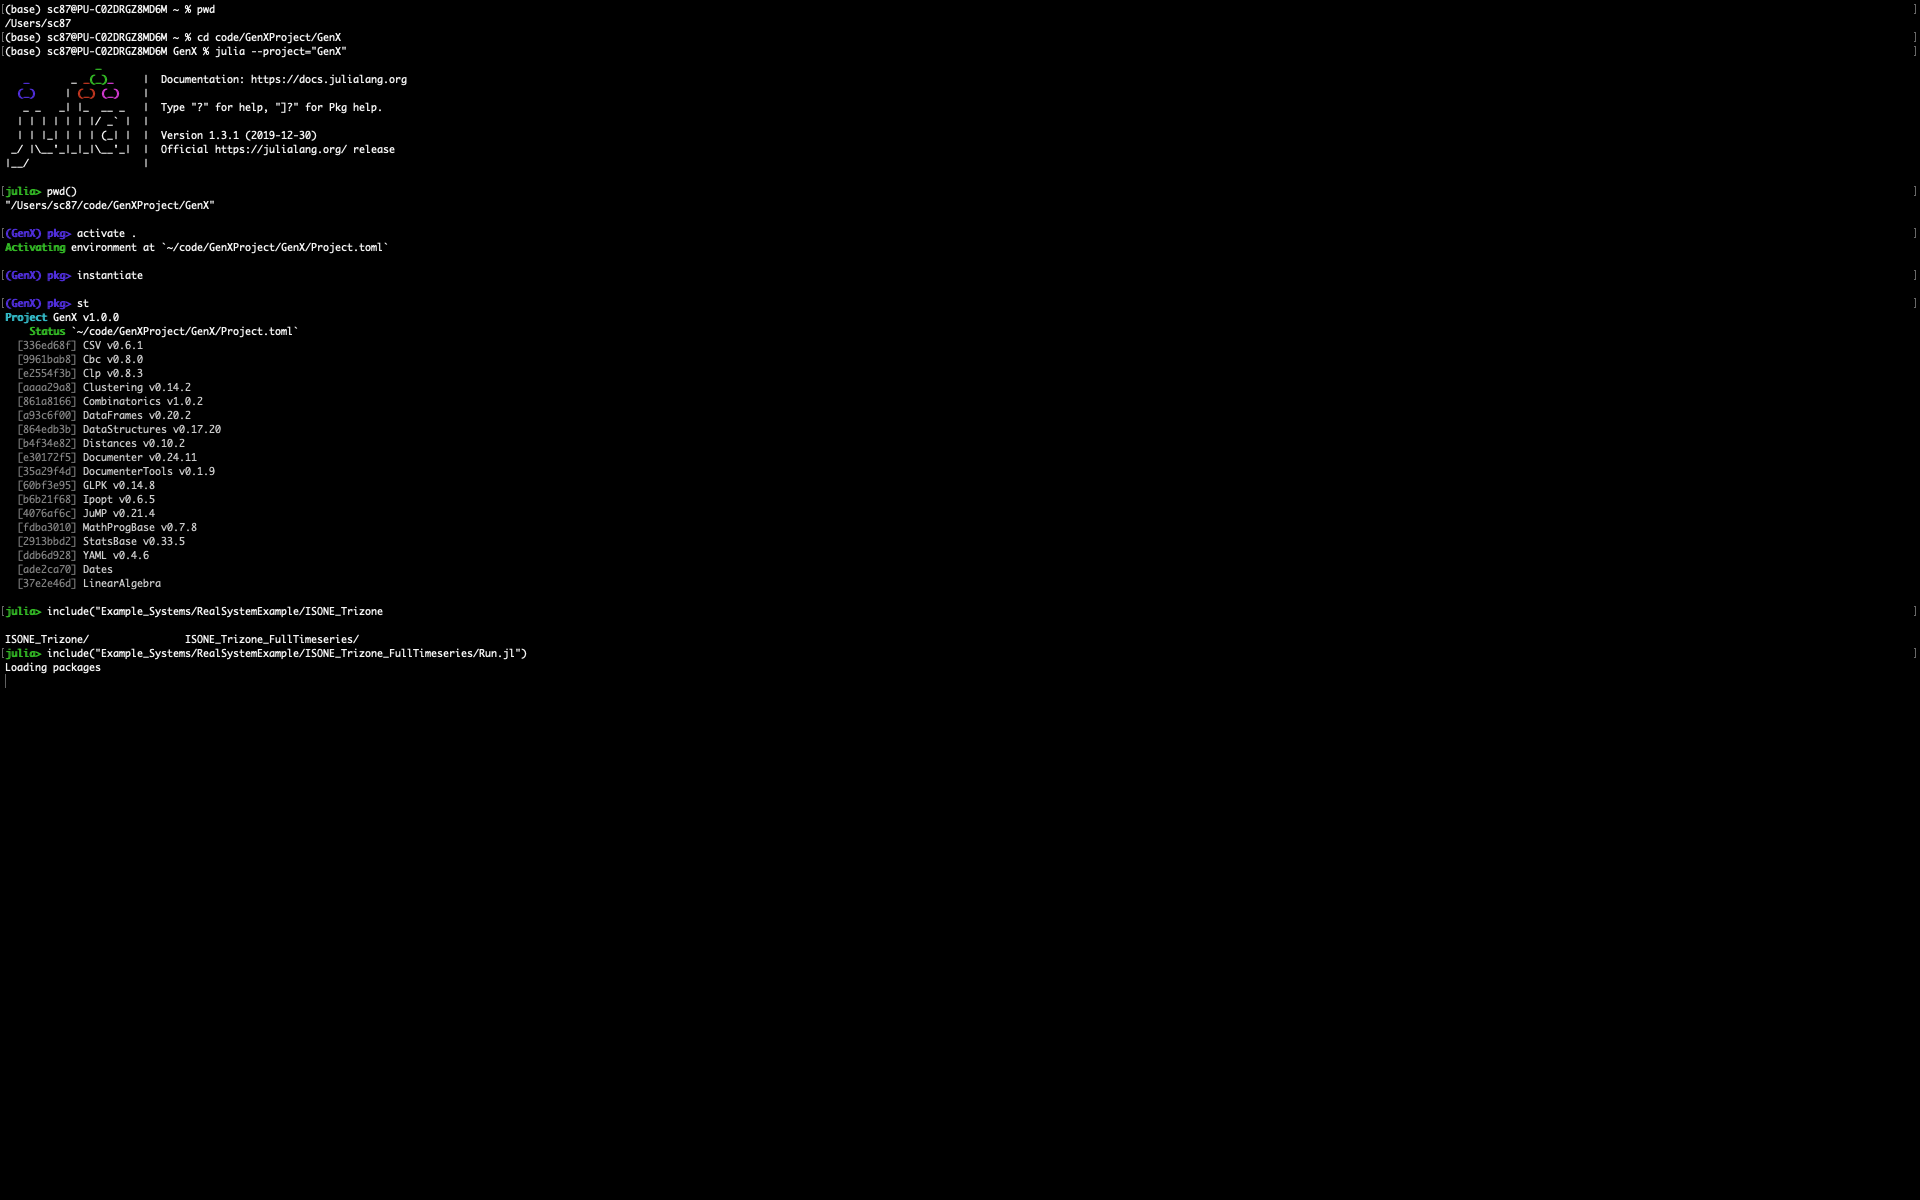 [(base) sc87@PU-C02DRGZ8MD6M ~ % pwd ]
/Users/sc87
[(base) sc87@PU-C02DRGZ8MD6M ~ % cd code/GenXProject/GenX ]
[(base) sc87@PU-C02DRGZ8MD6M GenX % julia --project="GenX" ]
               _
   _       _ _(_)_     |  Documentation: https://docs.julialang.org
  (_)     | (_) (_)    |
   _ _   _| |_  __ _   |  Type "?" for help, "]?" for Pkg help.
  | | | | | | |/ _` |  |
  | | |_| | | | (_| |  |  Version 1.3.1 (2019-12-30)
 _/ |\__'_|_|_|\__'_|  |  Official https://julialang.org/ release
|__/                   |
[julia> pwd() ]
"/Users/sc87/code/GenXProject/GenX"
[(GenX) pkg> activate . ]
Activating environment at `~/code/GenXProject/GenX/Project.toml`
[(GenX) pkg> instantiate ]
[(GenX) pkg> st ]
Project GenX v1.0.0
    Status `~/code/GenXProject/GenX/Project.toml`
  [336ed68f] CSV v0.6.1
  [9961bab8] Cbc v0.8.0
  [e2554f3b] Clp v0.8.3
  [aaaa29a8] Clustering v0.14.2
  [861a8166] Combinatorics v1.0.2
  [a93c6f00] DataFrames v0.20.2
  [864edb3b] DataStructures v0.17.20
  [b4f34e82] Distances v0.10.2
  [e30172f5] Documenter v0.24.11
  [35a29f4d] DocumenterTools v0.1.9
  [60bf3e95] GLPK v0.14.8
  [b6b21f68] Ipopt v0.6.5
  [4076af6c] JuMP v0.21.4
  [fdba3010] MathProgBase v0.7.8
  [2913bbd2] StatsBase v0.33.5
  [ddb6d928] YAML v0.4.6
  [ade2ca70] Dates
  [37e2e46d] LinearAlgebra
[julia> include("Example_Systems/RealSystemExample/ISONE_Trizone ]
ISONE_Trizone/                ISONE_Trizone_FullTimeseries/
[julia> include("Example_Systems/RealSystemExample/ISONE_Trizone_FullTimeseries/Run.jl") ]
Loading packages